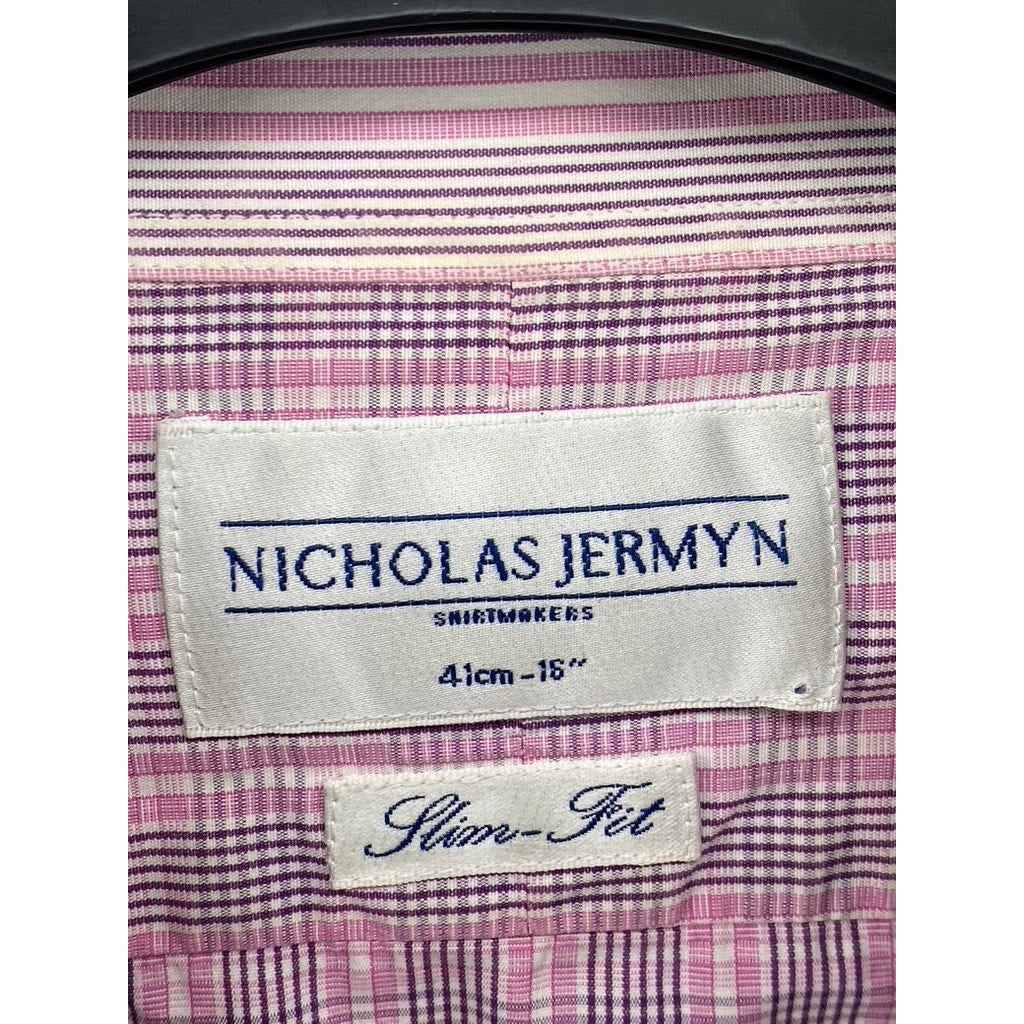 NICHOLAS JERMYN
SHIRTMAKERS
41cm-16"
Slim-Fit